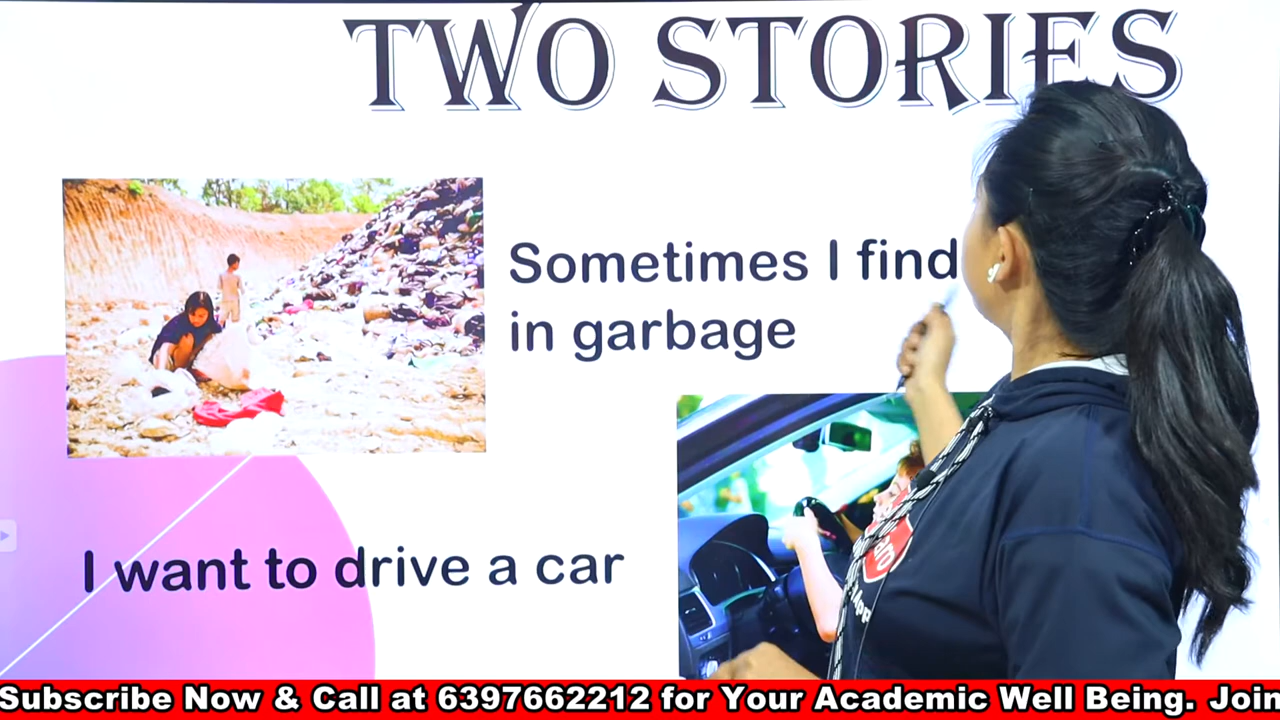 TWO STORIES
Sometimes I find
in garbage
I want to drive a car
Subscribe Now & Call at 6397662212 for Your Academic Well Being. Join